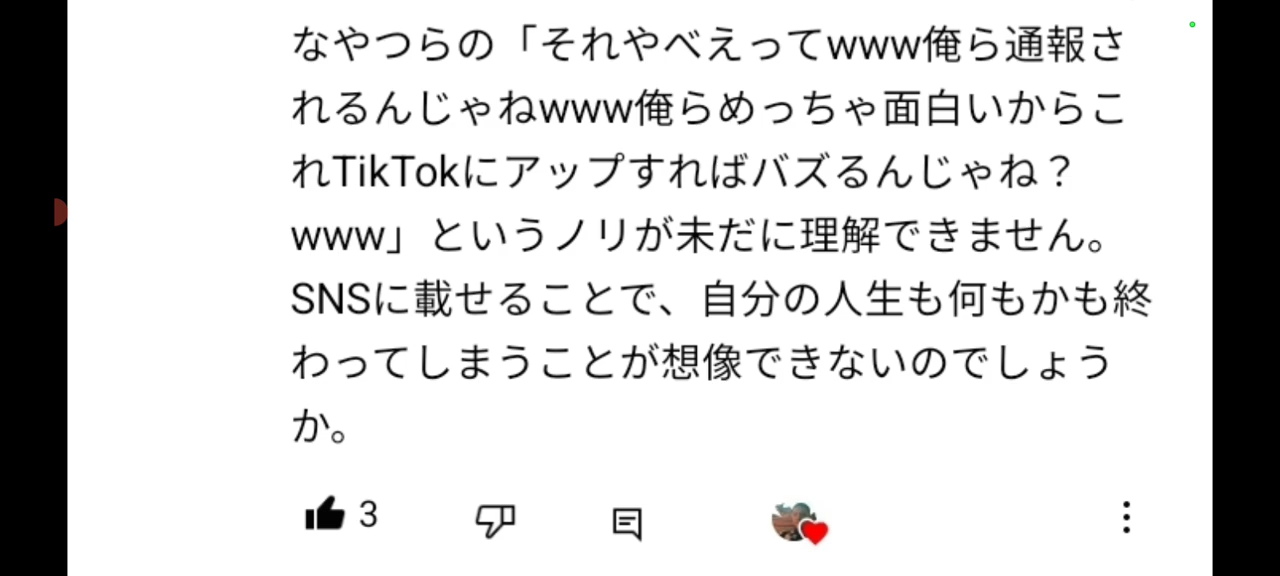 なやつらの「それやべえってwww俺ら通報さ
れるんじゃねwww俺らめっちゃ面白いからこ
れTikTokにアップすればバズるんじゃね？
www」というノリが未だに理解できません。
SNSに載せることで、自分の人生も何もかも終
わってしまうことが想像できないのでしょう
か。
3